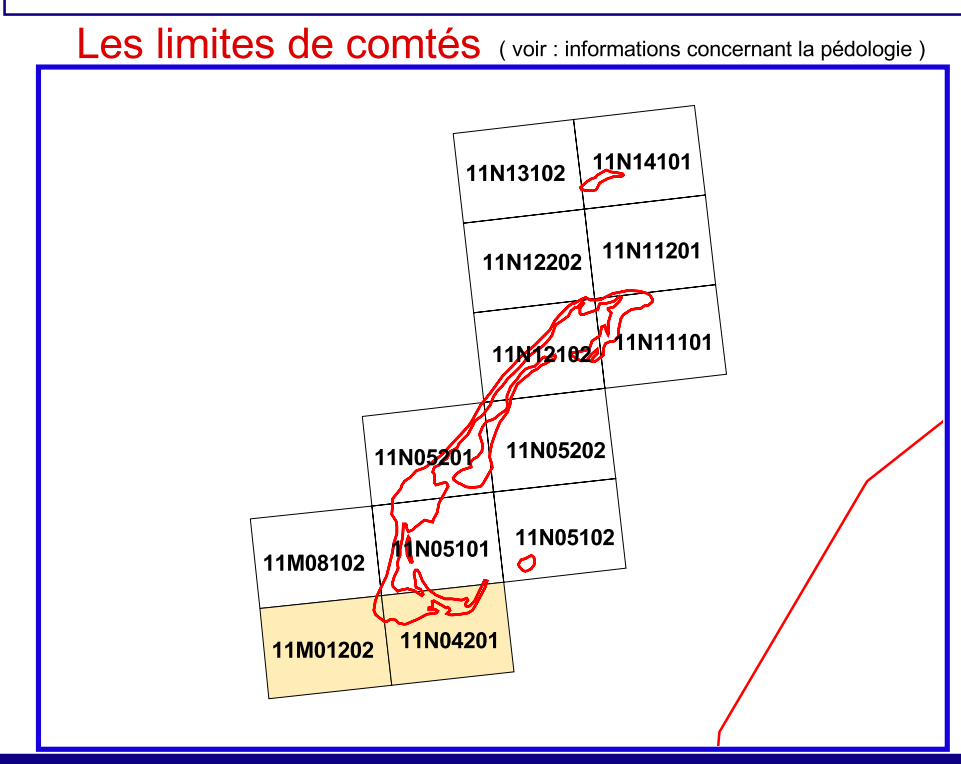 Les limites de comtés ( voir : informations concernant la pédologie )
11N14101
11N13102
11N11201
11N12202
11N11101
11N12102
11N05202
11N05201
11N05102
11N05101
11M08102
11N04201
11M01202